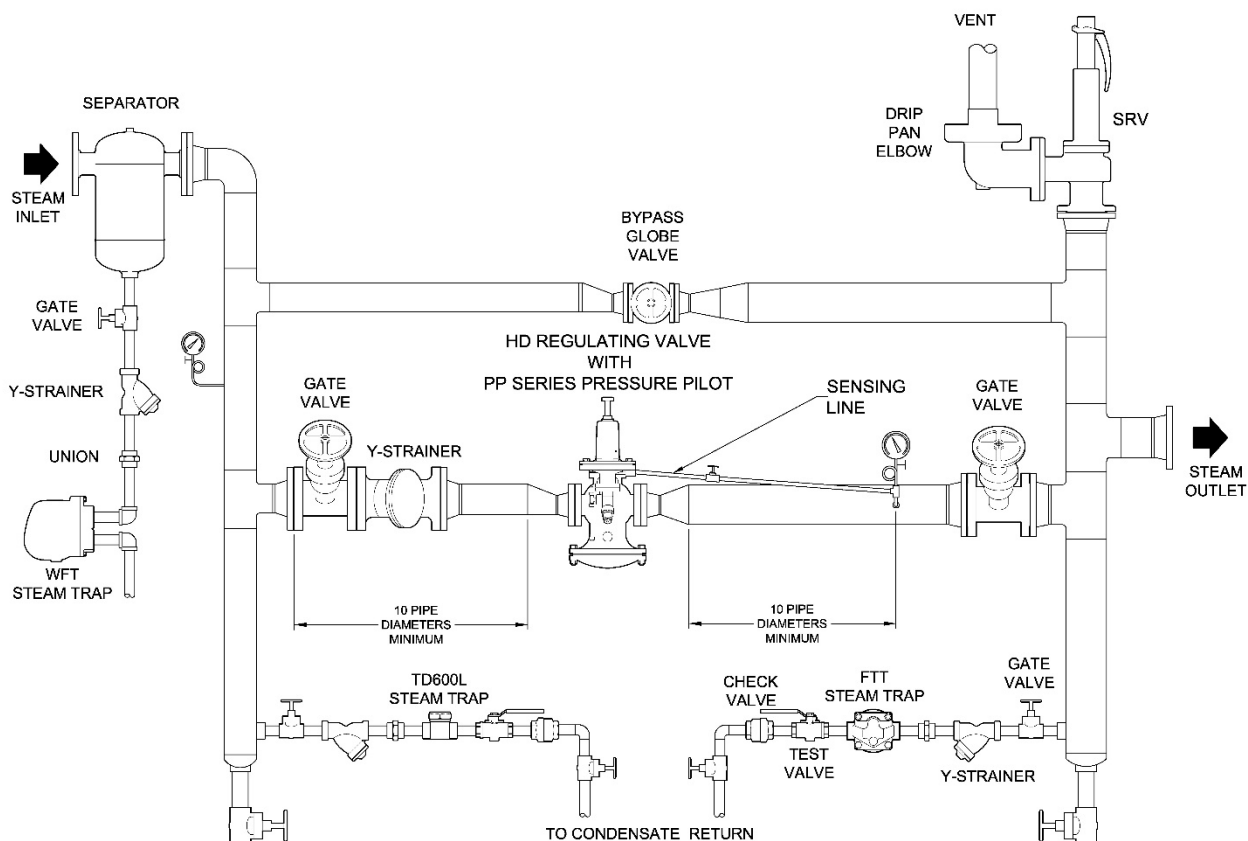 VENT
SEPARATOR
DRIP
PAN
ELBOW
SRV
STEAM
INLET
BYPASS
GLOBE
VALVE
GATE
VALVE
HD REGULATING VALVE
WITH
PP SERIES PRESSURE PILOT
Y-STRAINER
GATE
VALVE
SENSING
LINE
GATE
VALVE
Y-STRAINER
UNION
STEAM
OUTLET
WFT
STEAM TRAP
10 PIPE
DIAMETERS
MINIMUM
10 PIPE
DIAMETERS
MINIMUM
TD600L
STEAM TRAP
CHECK
VALVE
FTT
STEAM TRAP
GATE
VALVE
TEST
VALVE
Y-STRAINER
TO CONDENSATE RETURN